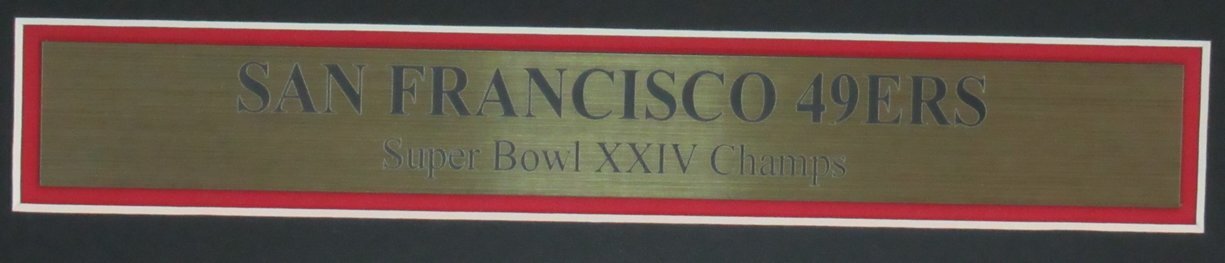 SAN FRANCISCO 49ERS
Super Bowl XXIV Champs